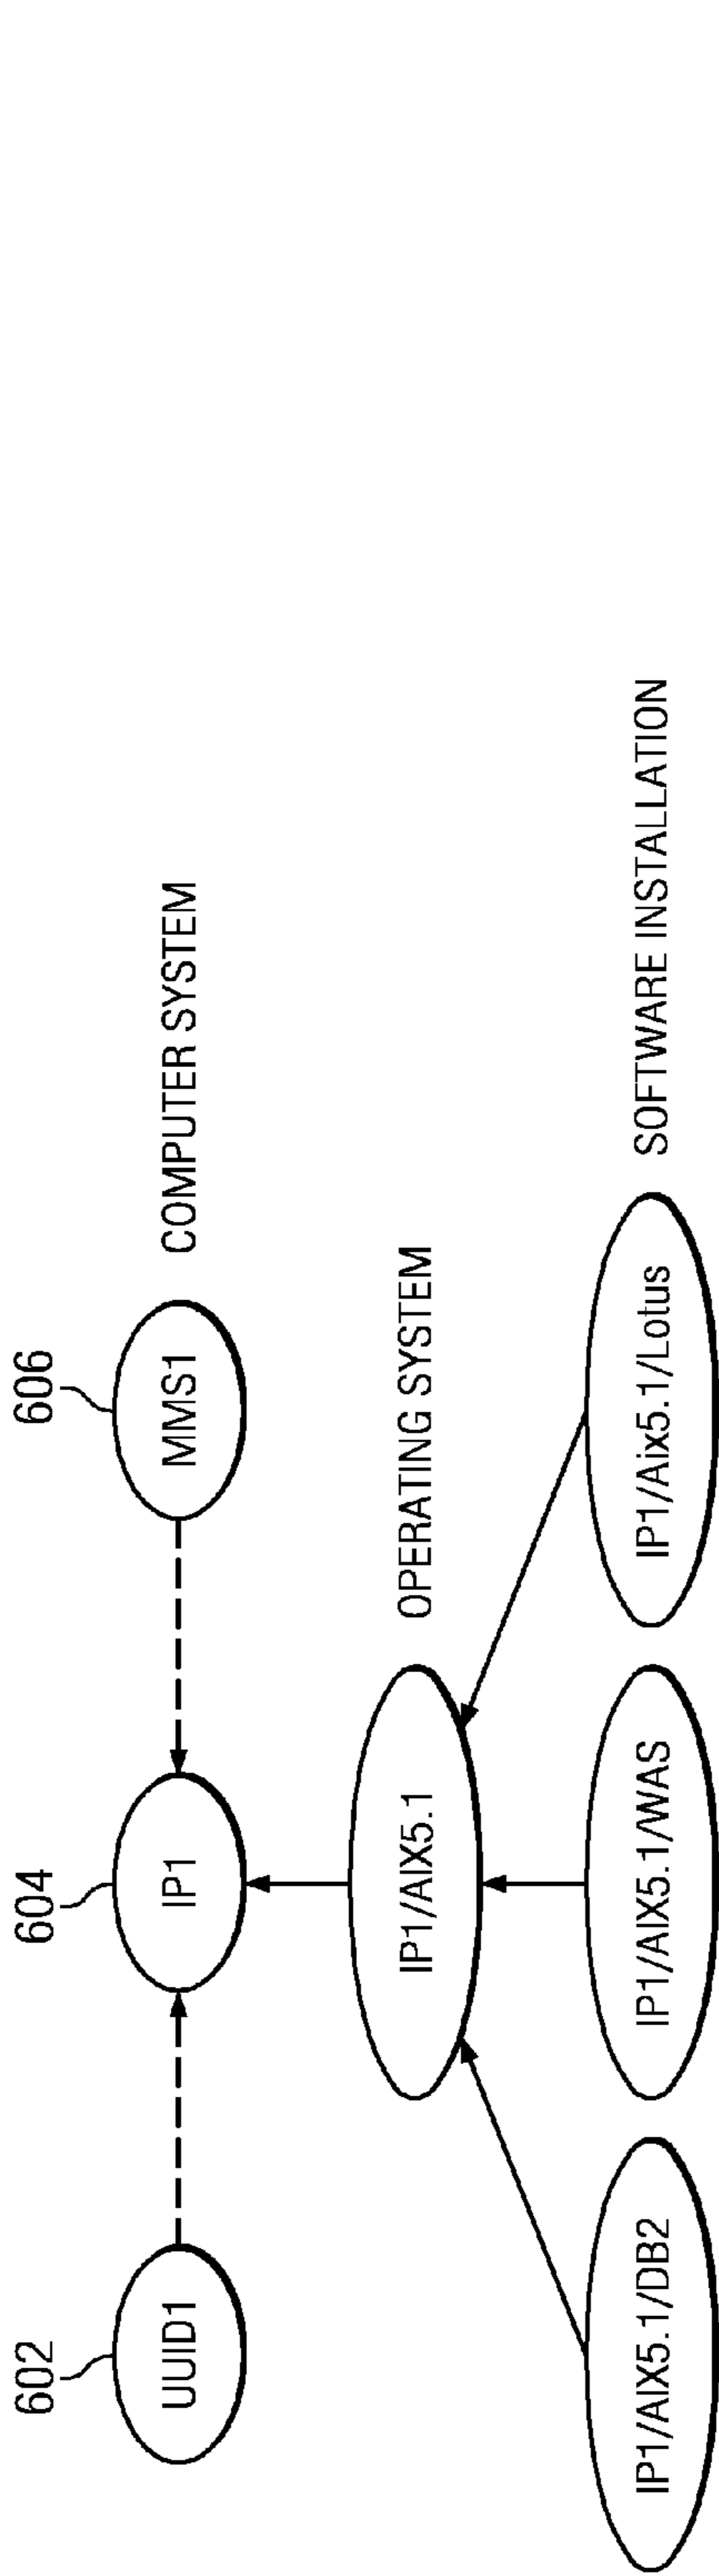 602
604
606
UUID1
IP1
MMS1
COMPUTER SYSTEM
IP1/AIX5.1
OPERATING SYSTEM
IP1/AIX5.1/DB2
IP1/AIX5.1/WAS
IP1/Aix5.1/Lotus
SOFTWARE INSTALLATION